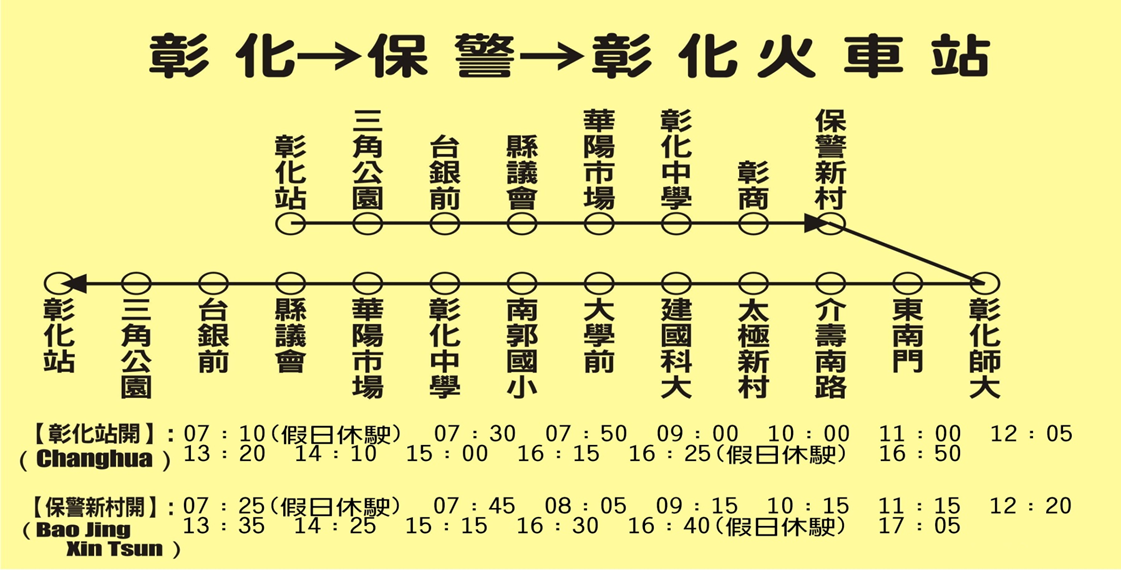 彰化→保警→彰化火車站
彰化站
三角公園
台銀前
縣議會
華陽市場
彰化中學
彰商
保警新村
彰化站
三角公園
台銀前
縣議會
華陽市場
彰化中學
南郭國小
大學前
建國科大
太極新村
介壽南路
東南門
彰化師大
【彰化站開】：07：10(假日休駛) 07：30 07：50 09：00 10：00 11：00 12：05
(Changhua) 13：20 14：10 15：00 16：15 16：25(假日休駛) 16：50
【保警新村開】：07：25(假日休駛) 07：45 08：05 09：15 10：15 11：15 12：20
(Bao Jing 13：35 14：25 15：15 16：30 16：40(假日休駛) 17：05
Xin Tsun)